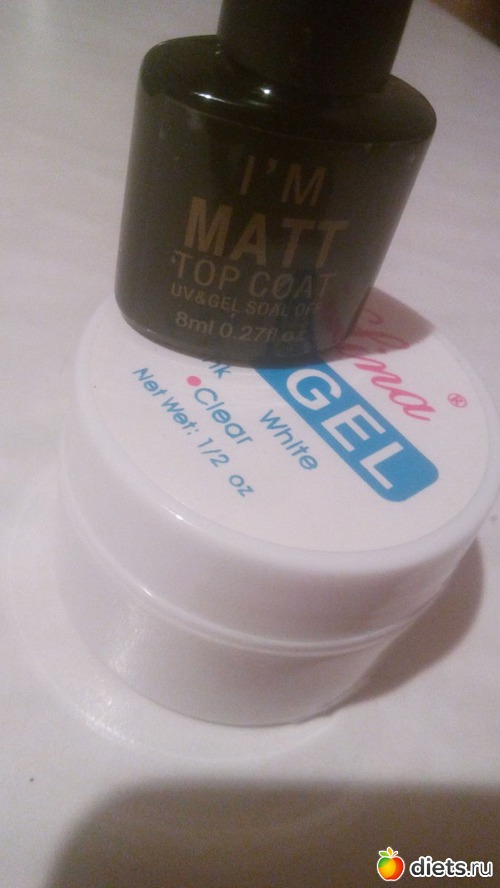 I'M
MATT
TOP COAT
UV&GEL SOAL OFF
8ml 0.27fl oz
®
GEL
White
Clear
Net Wet: 1/2 oz
diets.ru